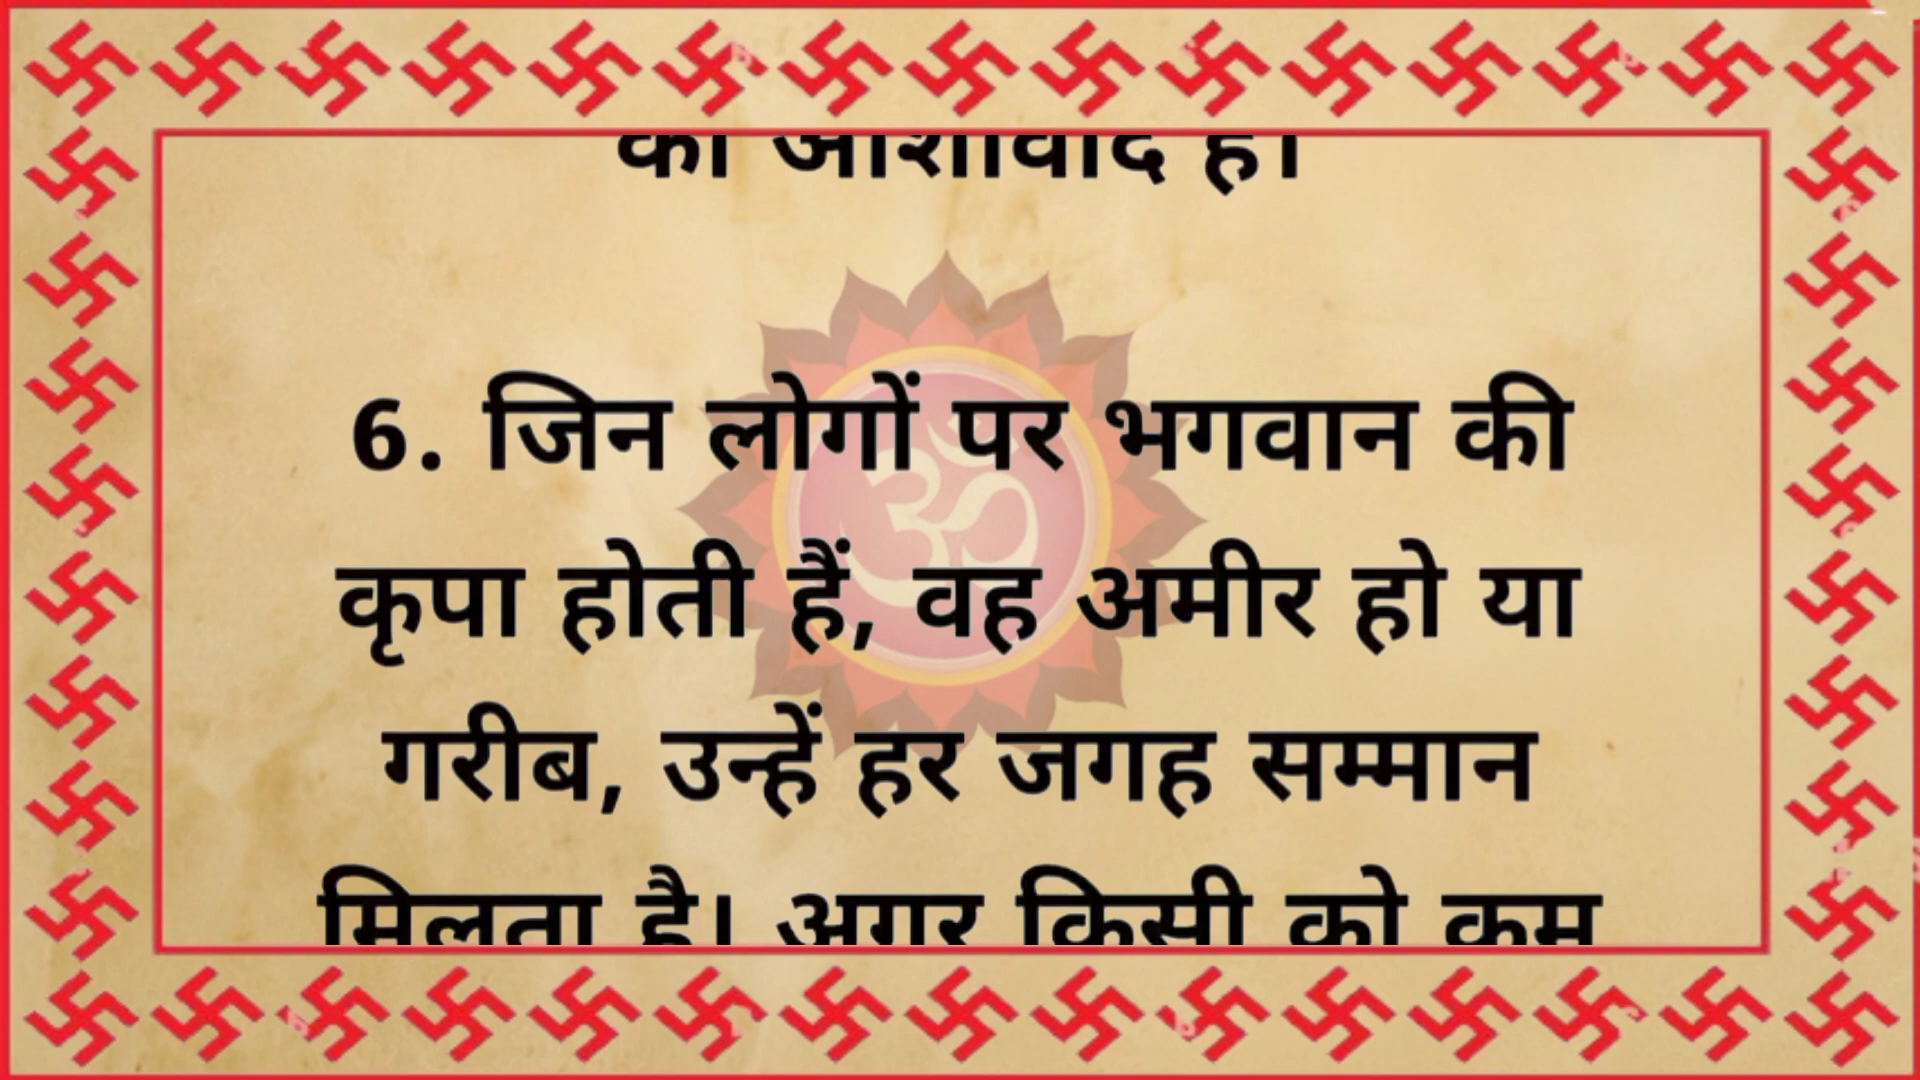 का आशीर्वाद है।
6. जिन लोगों पर भगवान की
कृपा होती हैं, वह अमीर हो या
गरीब, उन्हें हर जगह सम्मान
मिलता है। अगर किसी को कम
ॐ